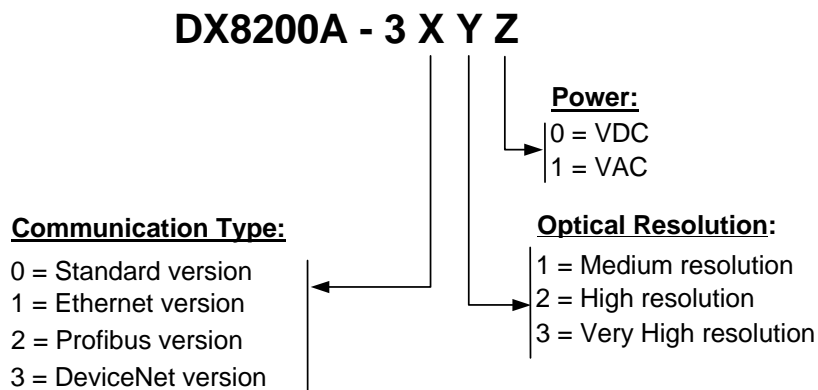 DX8200A - 3 X Y Z
Power:
0 = VDC
1 = VAC
Communication Type:
0 = Standard version
1 = Ethernet version
2 = Profibus version
3 = DeviceNet version
Optical Resolution:
1 = Medium resolution
2 = High resolution
3 = Very High resolution